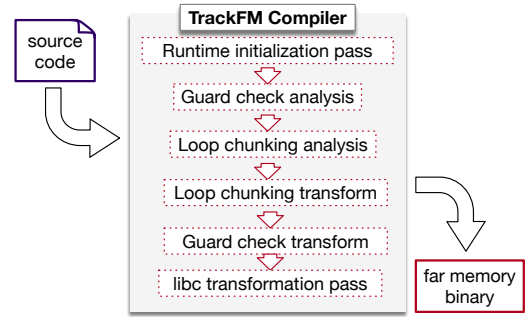 TrackFM Compiler
source
code
Runtime initialization pass
Guard check analysis
Loop chunking analysis
Loop chunking transform
Guard check transform
libc transformation pass
far memory
binary